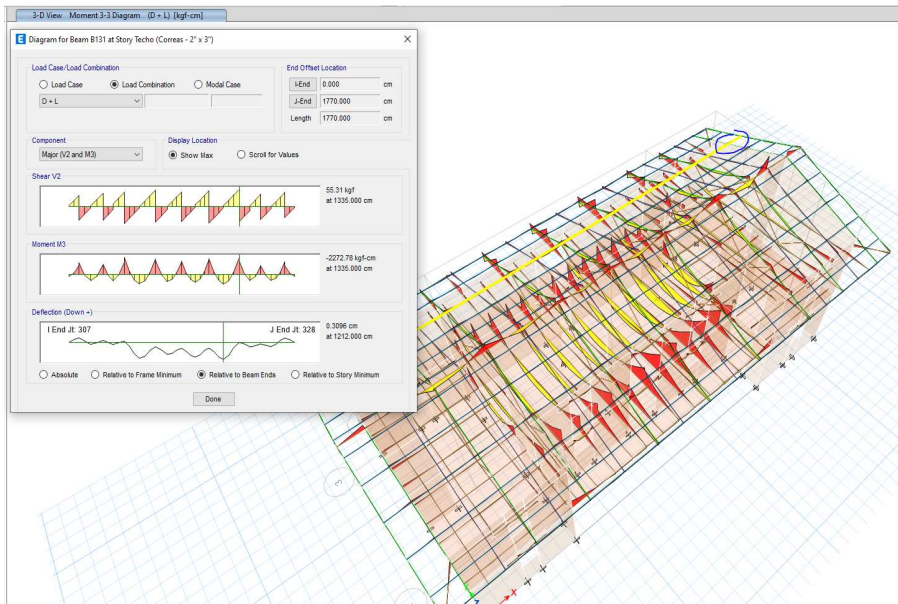 3-D View Moment 3-3 Diagram (D + L) [kgf-cm]
E Diagram for Beam B131 at Story Techo (Correas - 2" x 3")
Load Case/Load Combination
Load Case
Load Combination
Modal Case
D + L
End Offset Location
I-End 0.000 cm
J-End 1770.000 cm
Length 1770.000 cm
Component
Major (V2 and M3)
Display Location
Show Max
Scroll for Values
Shear V2
55.31 kgf
at 1335.000 cm
Moment M3
-2272.78 kgf-cm
at 1335.000 cm
Deflection (Down +)
I End Jt: 307
J End Jt: 328
0.3096 cm
at 1212.000 cm
Absolute
Relative to Frame Minimum
Relative to Beam Ends
Relative to Story Minimum
Done
3
X